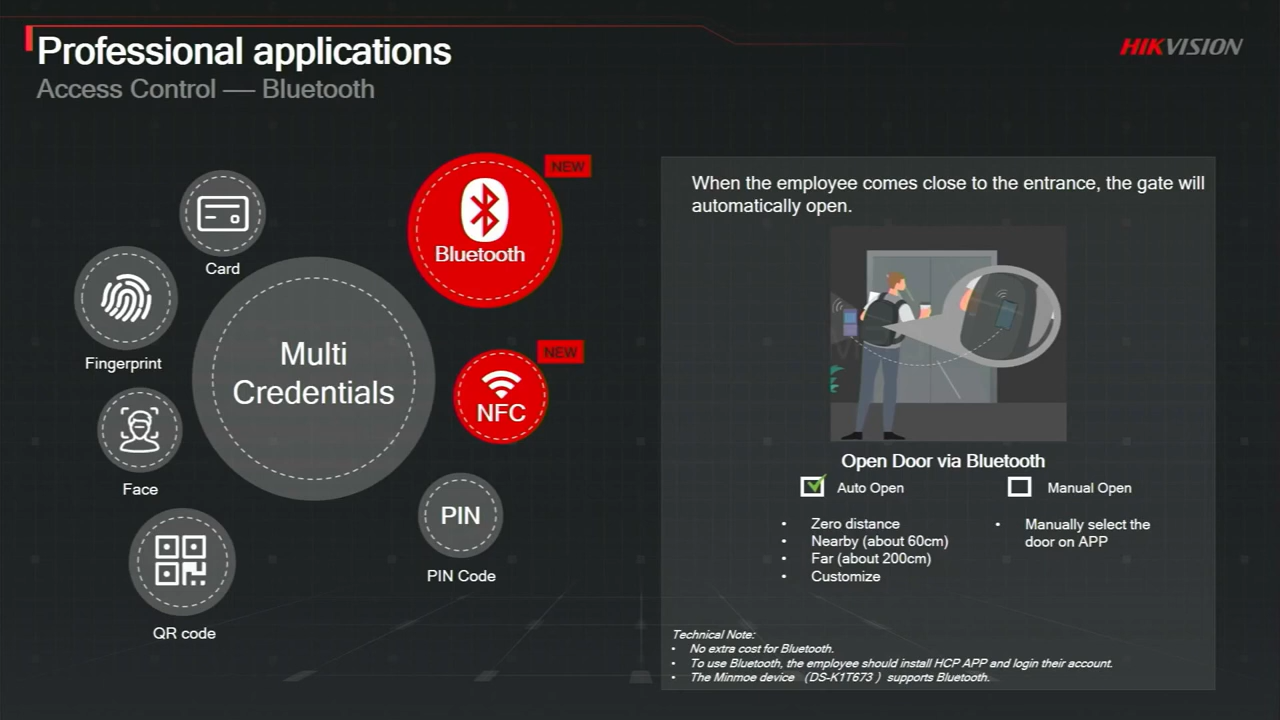 Professional applications
Access Control — Bluetooth
HIKVISION
NEW
Bluetooth
Card
Fingerprint
Multi
Credentials
NEW
NFC
Face
PIN
PIN Code
QR code
When the employee comes close to the entrance, the gate will
automatically open.
Open Door via Bluetooth
Auto Open
• Zero distance
• Nearby (about 60cm)
• Far (about 200cm)
• Customize
Manual Open
• Manually select the
door on APP
Technical Note:
• No extra cost for Bluetooth.
• To use Bluetooth, the employee should install HCP APP and login their account.
• The Minmoe device （DS-K1T673 ）supports Bluetooth.